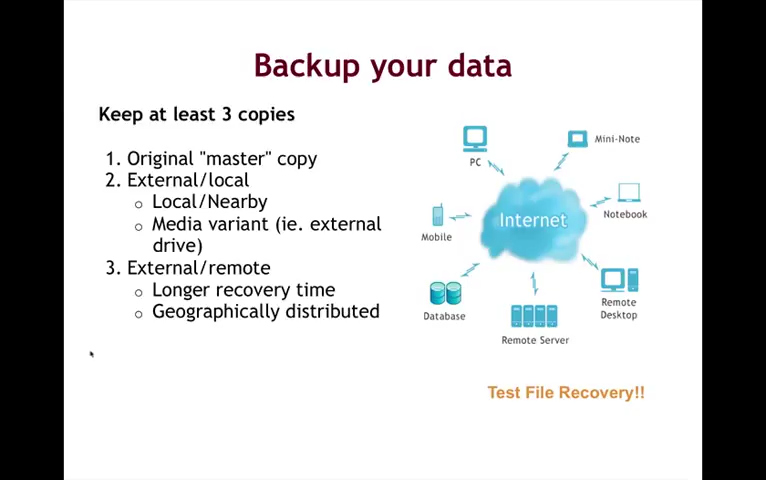 Backup your data
Keep at least 3 copies
1. Original "master" copy
2. External/local
○ Local/Nearby
○ Media variant (ie. external
drive)
3. External/remote
○ Longer recovery time
○ Geographically distributed
PC
Mini-Note
Internet
Notebook
Mobile
Database
Remote Server
Remote
Desktop
Test File Recovery!!